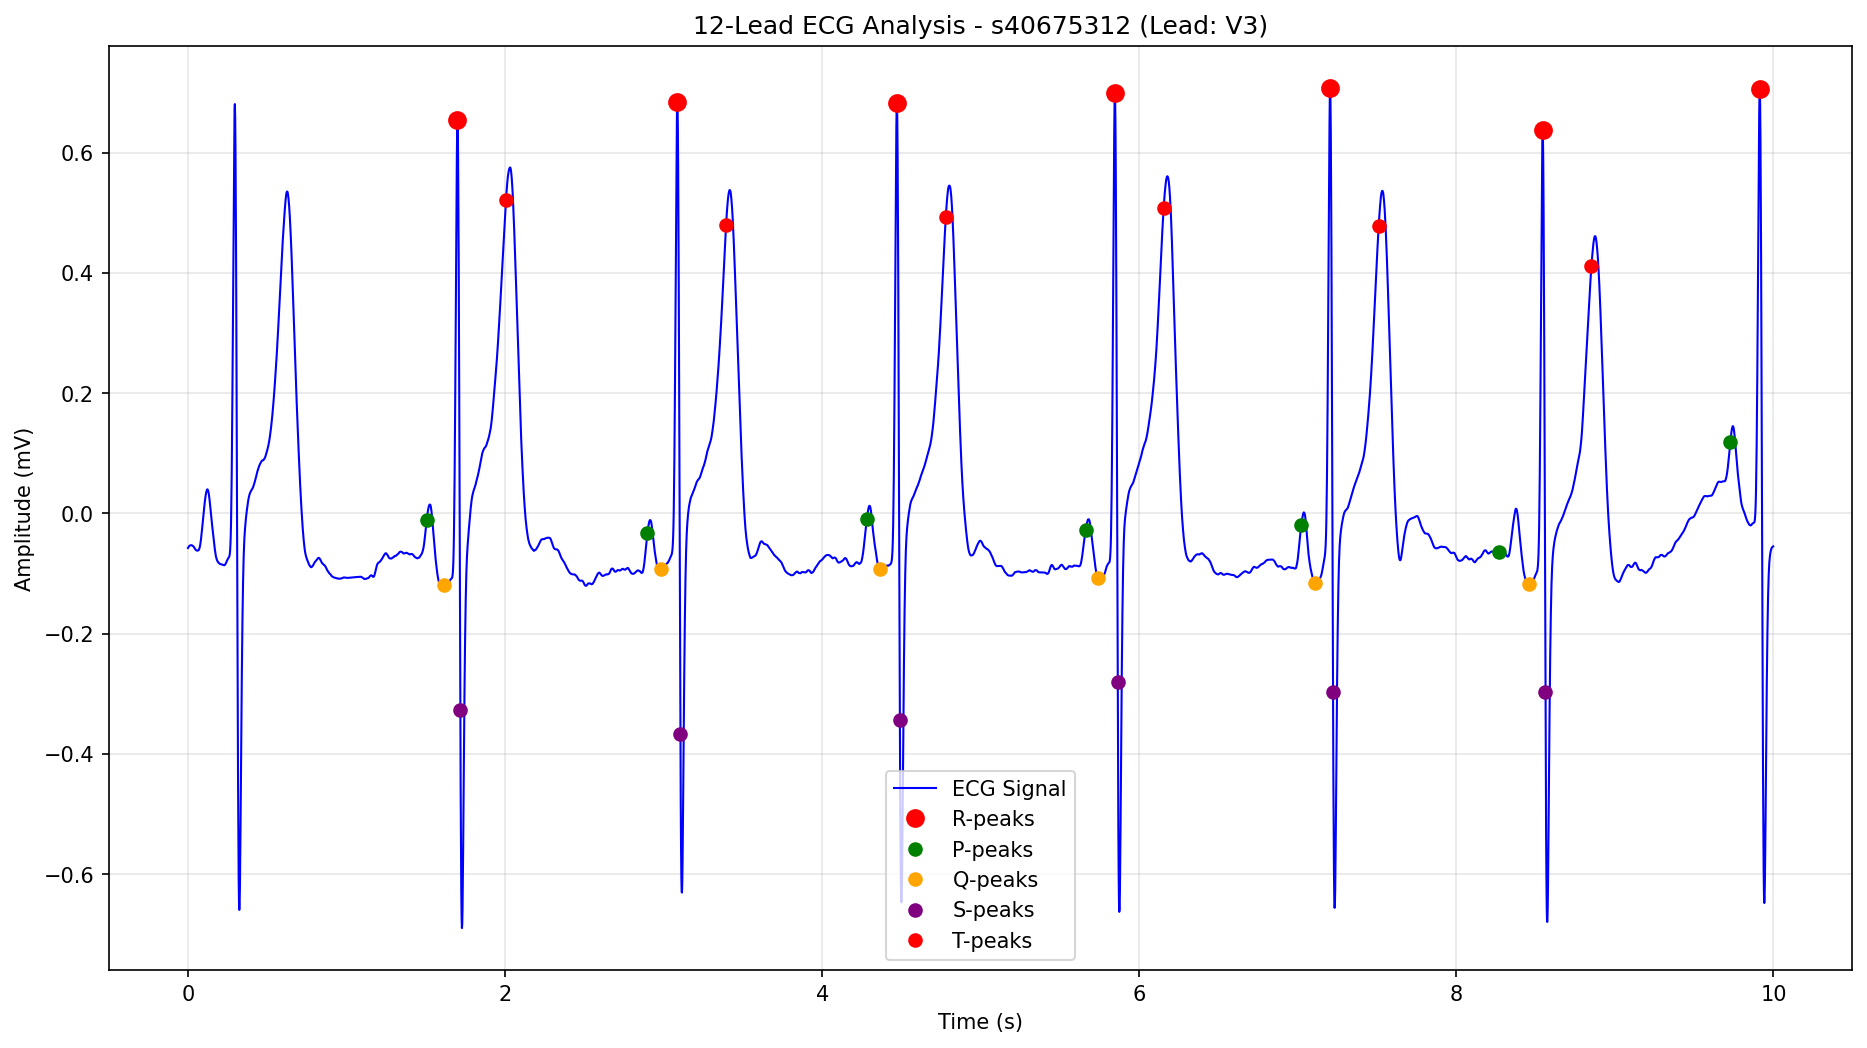 12-Lead ECG Analysis - s40675312 (Lead: V3)
Amplitude (mV)
0.6
0.4
0.2
0.0
−0.2
−0.4
−0.6
ECG Signal
R-peaks
P-peaks
Q-peaks
S-peaks
T-peaks
0 2 4 6 8 10
Time (s)